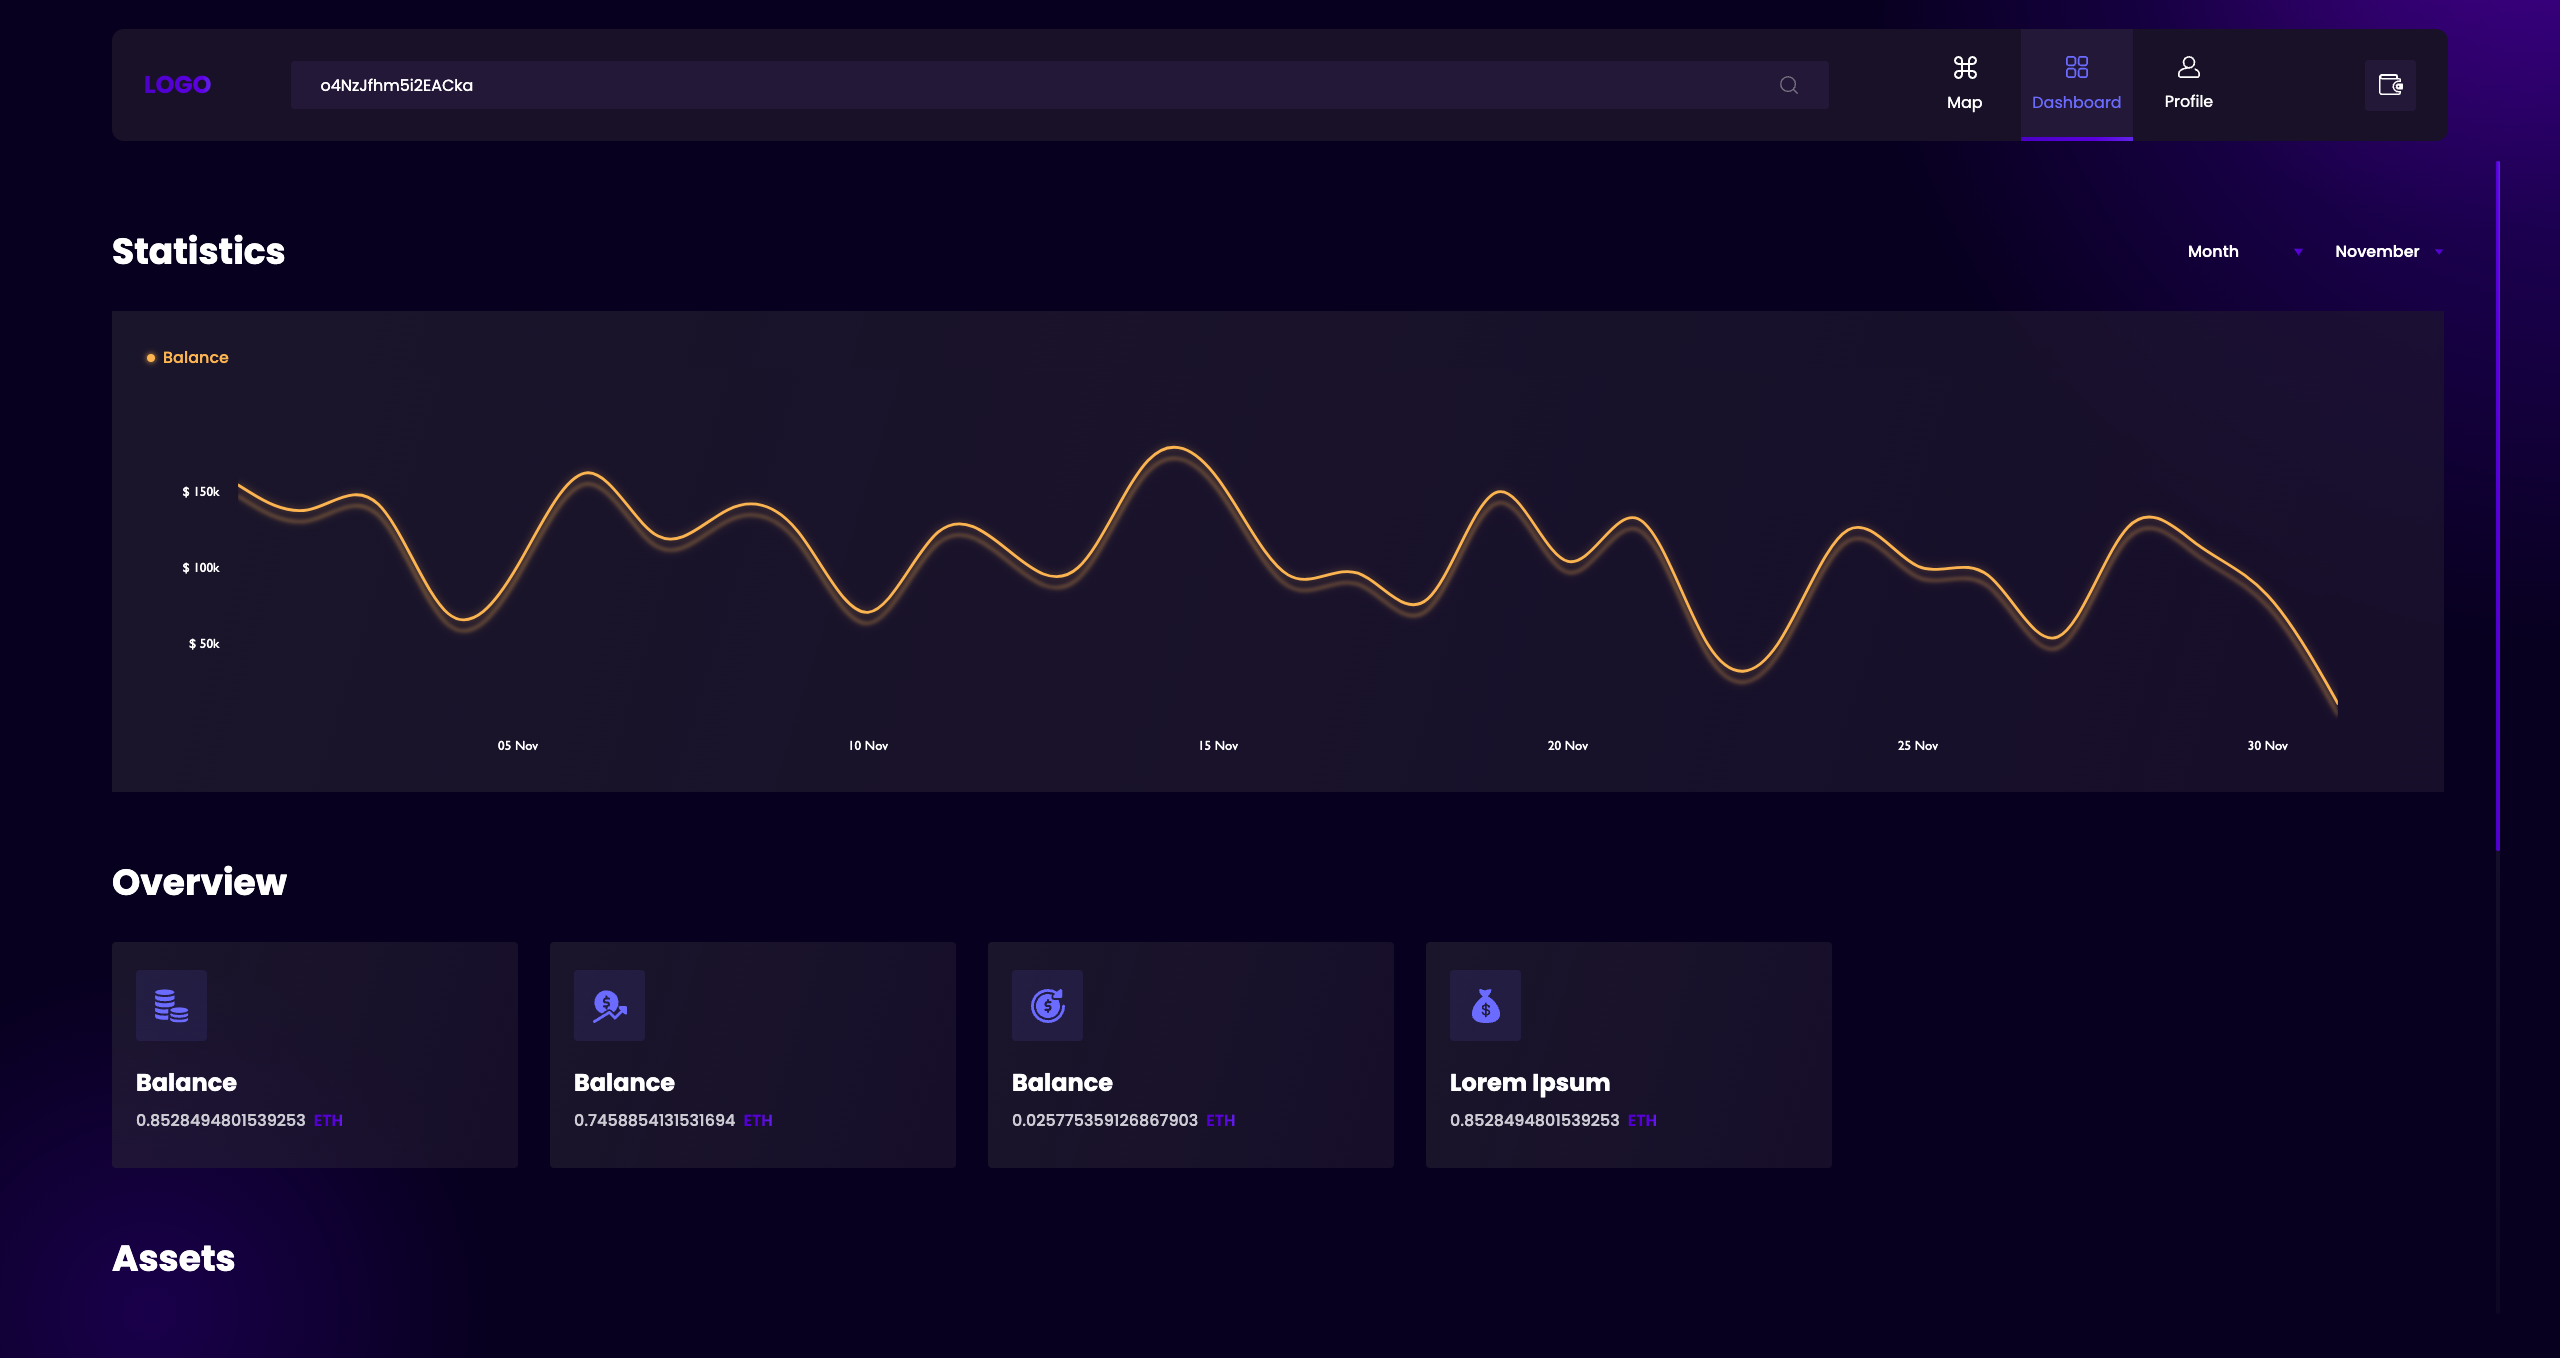 LOGO
o4NzJfhm5i2EACka
Map
Dashboard
Profile
Statistics
Month
November
Balance
$ 150k
$ 100k
$ 50k
05 Nov
10 Nov
15 Nov
20 Nov
25 Nov
30 Nov
Overview
Balance
0.8528494801539253 ETH
Balance
0.7458854131531694 ETH
Balance
0.025775359126867903 ETH
Lorem Ipsum
0.8528494801539253 ETH
Assets